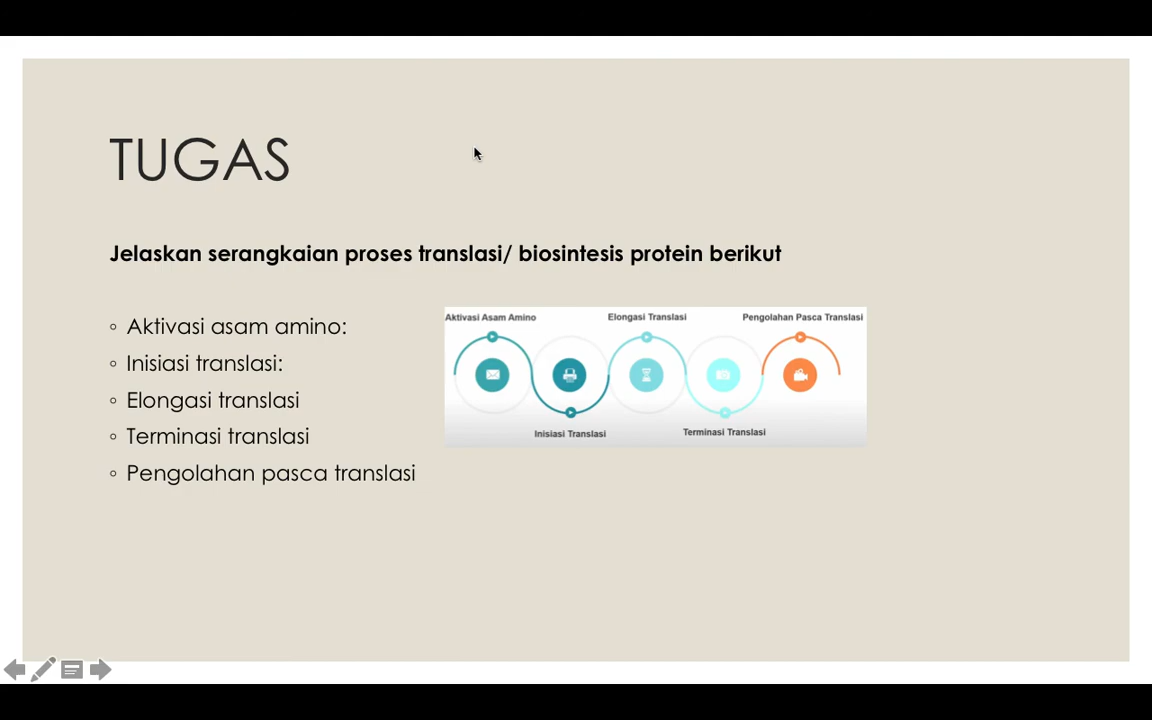 TUGAS
Jelaskan serangkaian proses translasi/ biosintesis protein berikut
Aktivasi asam amino:
Inisiasi translasi:
Elongasi translasi
Terminasi translasi
Pengolahan pasca translasi
Aktivasi Asam Amino
Elongasi Translasi
Pengolahan Pasca Translasi
Inisiasi Translasi
Terminasi Translasi